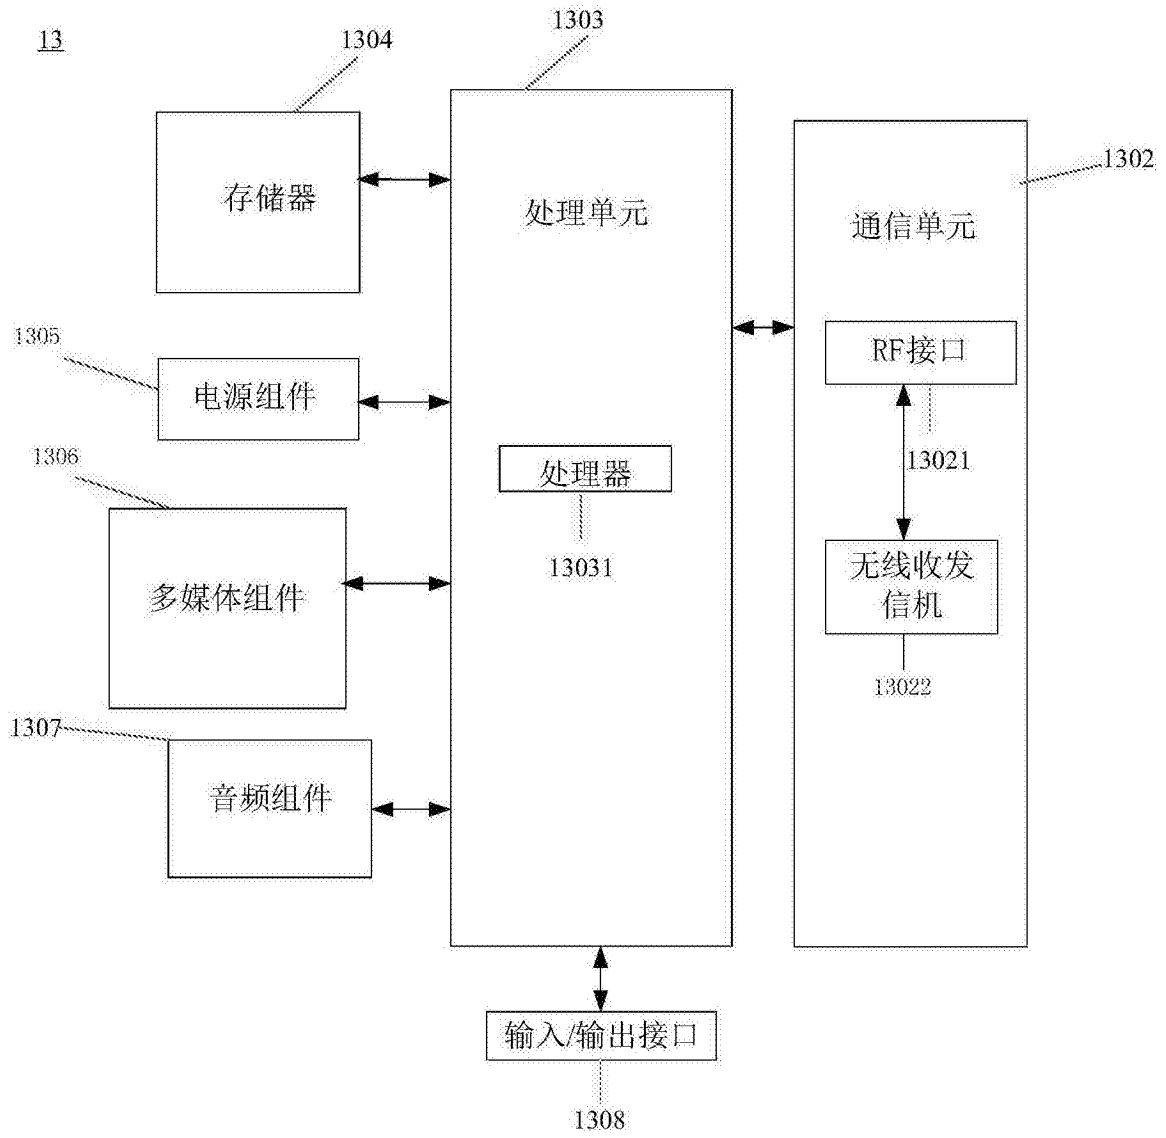 13
1304
1303
1302
存储器
处理单元
通信单元
1305
电源组件
RF接口
13021
1306
处理器
13031
多媒体组件
无线收发
信机
13022
1307
音频组件
输入/输出接口
1308